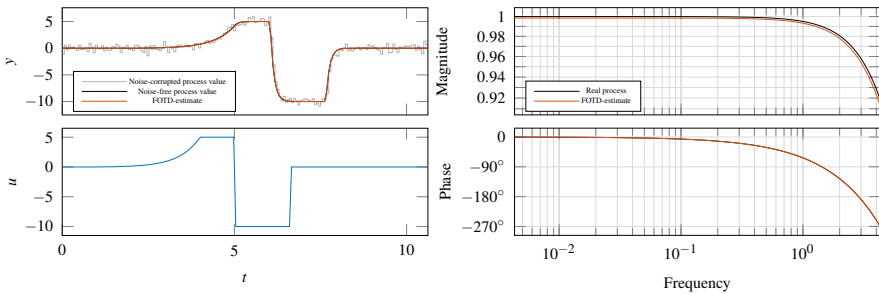 5
0
−5
−10
y
Noise-corrupted process value
Noise-free process value
FOTD-estimate
5
0
−5
−10
u
0
5
10
t
1
0.98
0.96
0.94
0.92
Magnitude
Real process
FOTD-estimate
0
−90°
−180°
−270°
Phase
10⁻²
10⁻¹
10⁰
Frequency